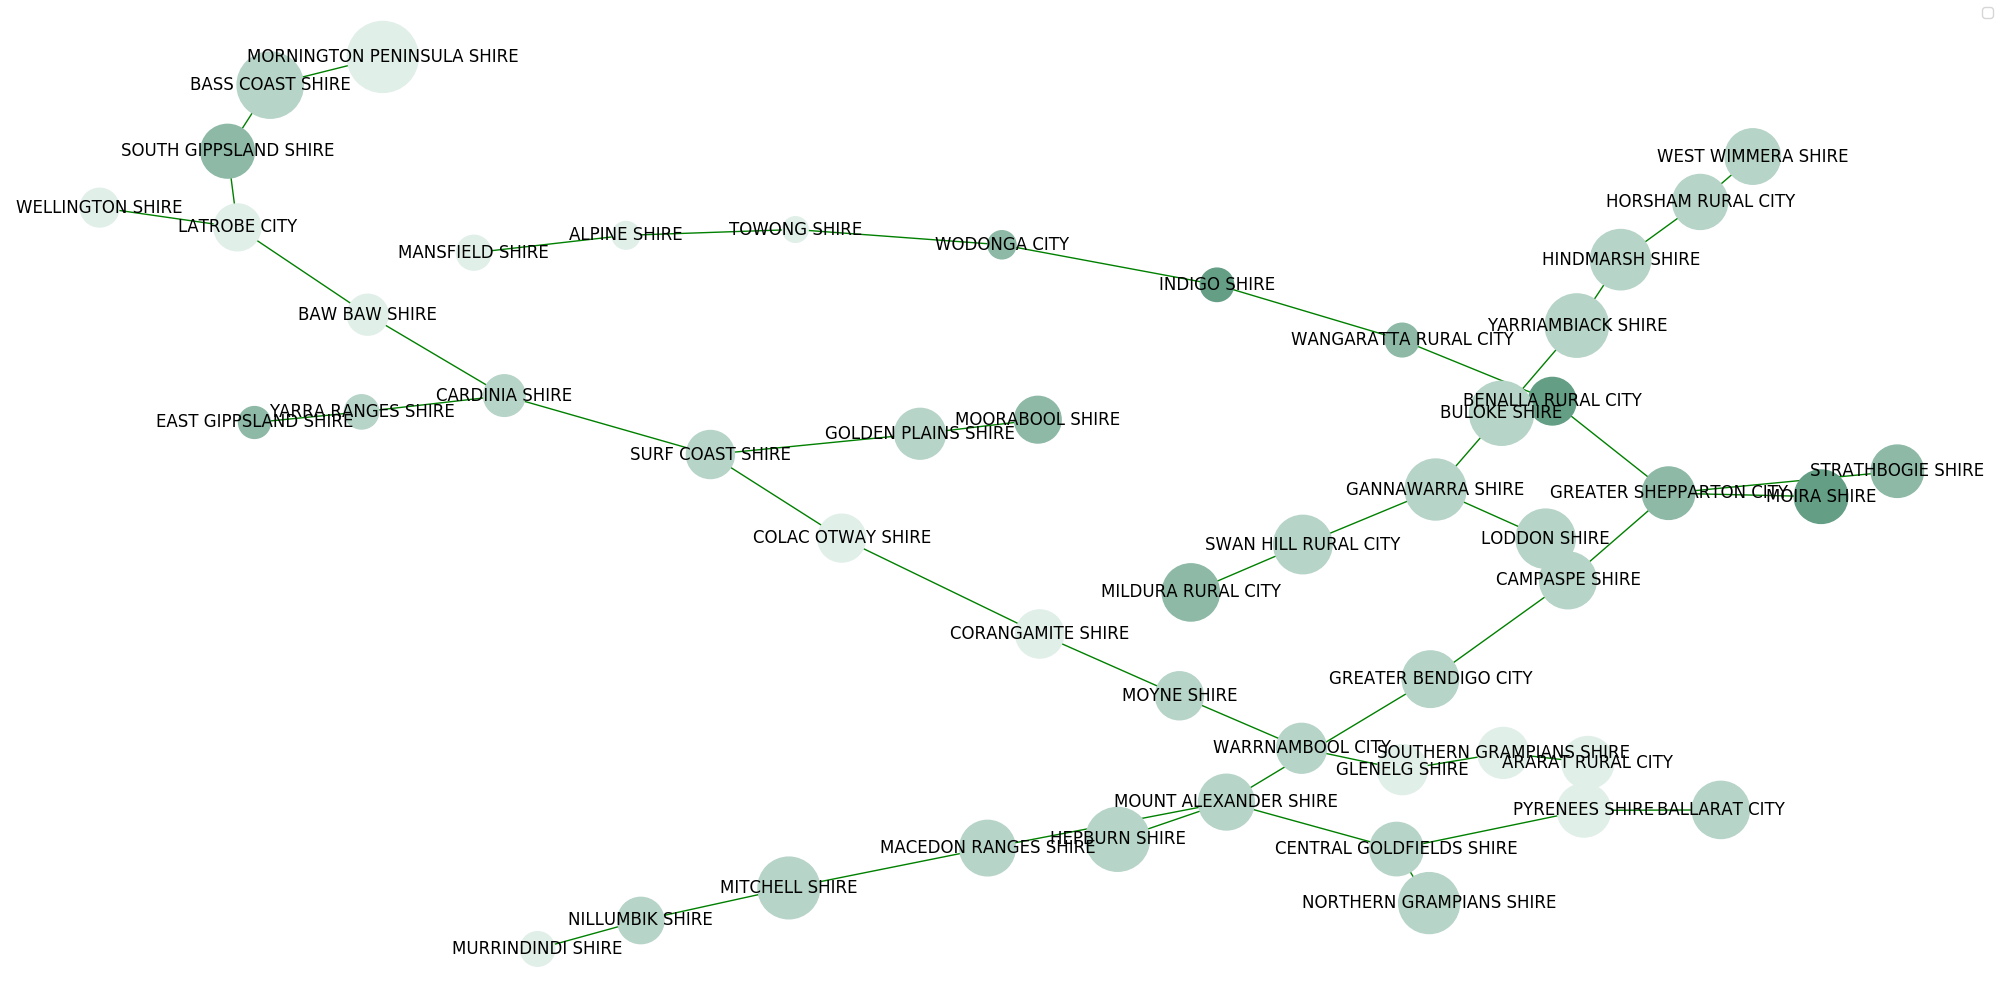 MORNINGTON PENINSULA SHIRE
BASS COAST SHIRE
SOUTH GIPPSLAND SHIRE
WEST WIMMERA SHIRE
HORSHAM RURAL CITY
WELLINGTON SHIRE
LATROBE CITY
TOWONG SHIRE
ALPINE SHIRE
WODONGA CITY
MANSFIELD SHIRE
HINDMARSH SHIRE
INDIGO SHIRE
BAW BAW SHIRE
YARRIAMBIACK SHIRE
WANGARATTA RURAL CITY
CARDINIA SHIRE
BENALLA RURAL CITY
YARRA RANGES SHIRE
BULOKE SHIRE
EAST GIPPSLAND SHIRE
MOORABOOL SHIRE
GOLDEN PLAINS SHIRE
SURF COAST SHIRE
STRATHBOGIE SHIRE
GANNAWARRA SHIRE
GREATER SHEPPARTON CITY
MOIRA SHIRE
COLAC OTWAY SHIRE
LODDON SHIRE
SWAN HILL RURAL CITY
CAMPASPE SHIRE
MILDURA RURAL CITY
CORANGAMITE SHIRE
GREATER BENDIGO CITY
MOYNE SHIRE
WARRNAMBOOL CITY
SOUTHERN GRAMPIANS SHIRE
ARARAT RURAL CITY
GLENELG SHIRE
MOUNT ALEXANDER SHIRE
PYRENEES SHIRE
BALLARAT CITY
HEPBURN SHIRE
MACEDON RANGES SHIRE
CENTRAL GOLDFIELDS SHIRE
MITCHELL SHIRE
NORTHERN GRAMPIANS SHIRE
NILLUMBIK SHIRE
MURRINDINDI SHIRE